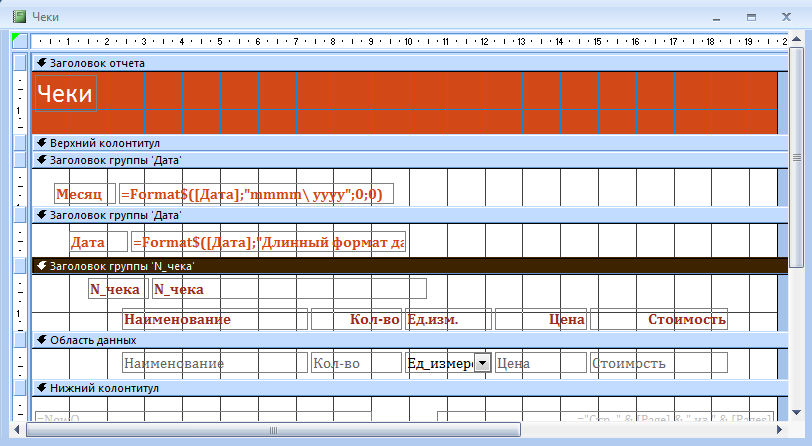 Чеки
1 2 3 4 5 6 7 8 9 10 11 12 13 14 15 16 17 18 19
Заголовок отчета
Чеки
1
Верхний колонтитул
Заголовок группы 'Дата'
Месяц =Format$([Дата];"mmmm\ yyyy";0;0)
Заголовок группы 'Дата'
Дата =Format$([Дата];"Длинный формат да
Заголовок группы 'N_чека'
N_чека N_чека
1
Наименование Кол-во Ед.изм. Цена Стоимость
Область данных
Наименование Кол-во Ед_измере Цена Стоимость
Нижний колонтитул
=Now() ="Стр. " & [Page] & " из " & [Pages]